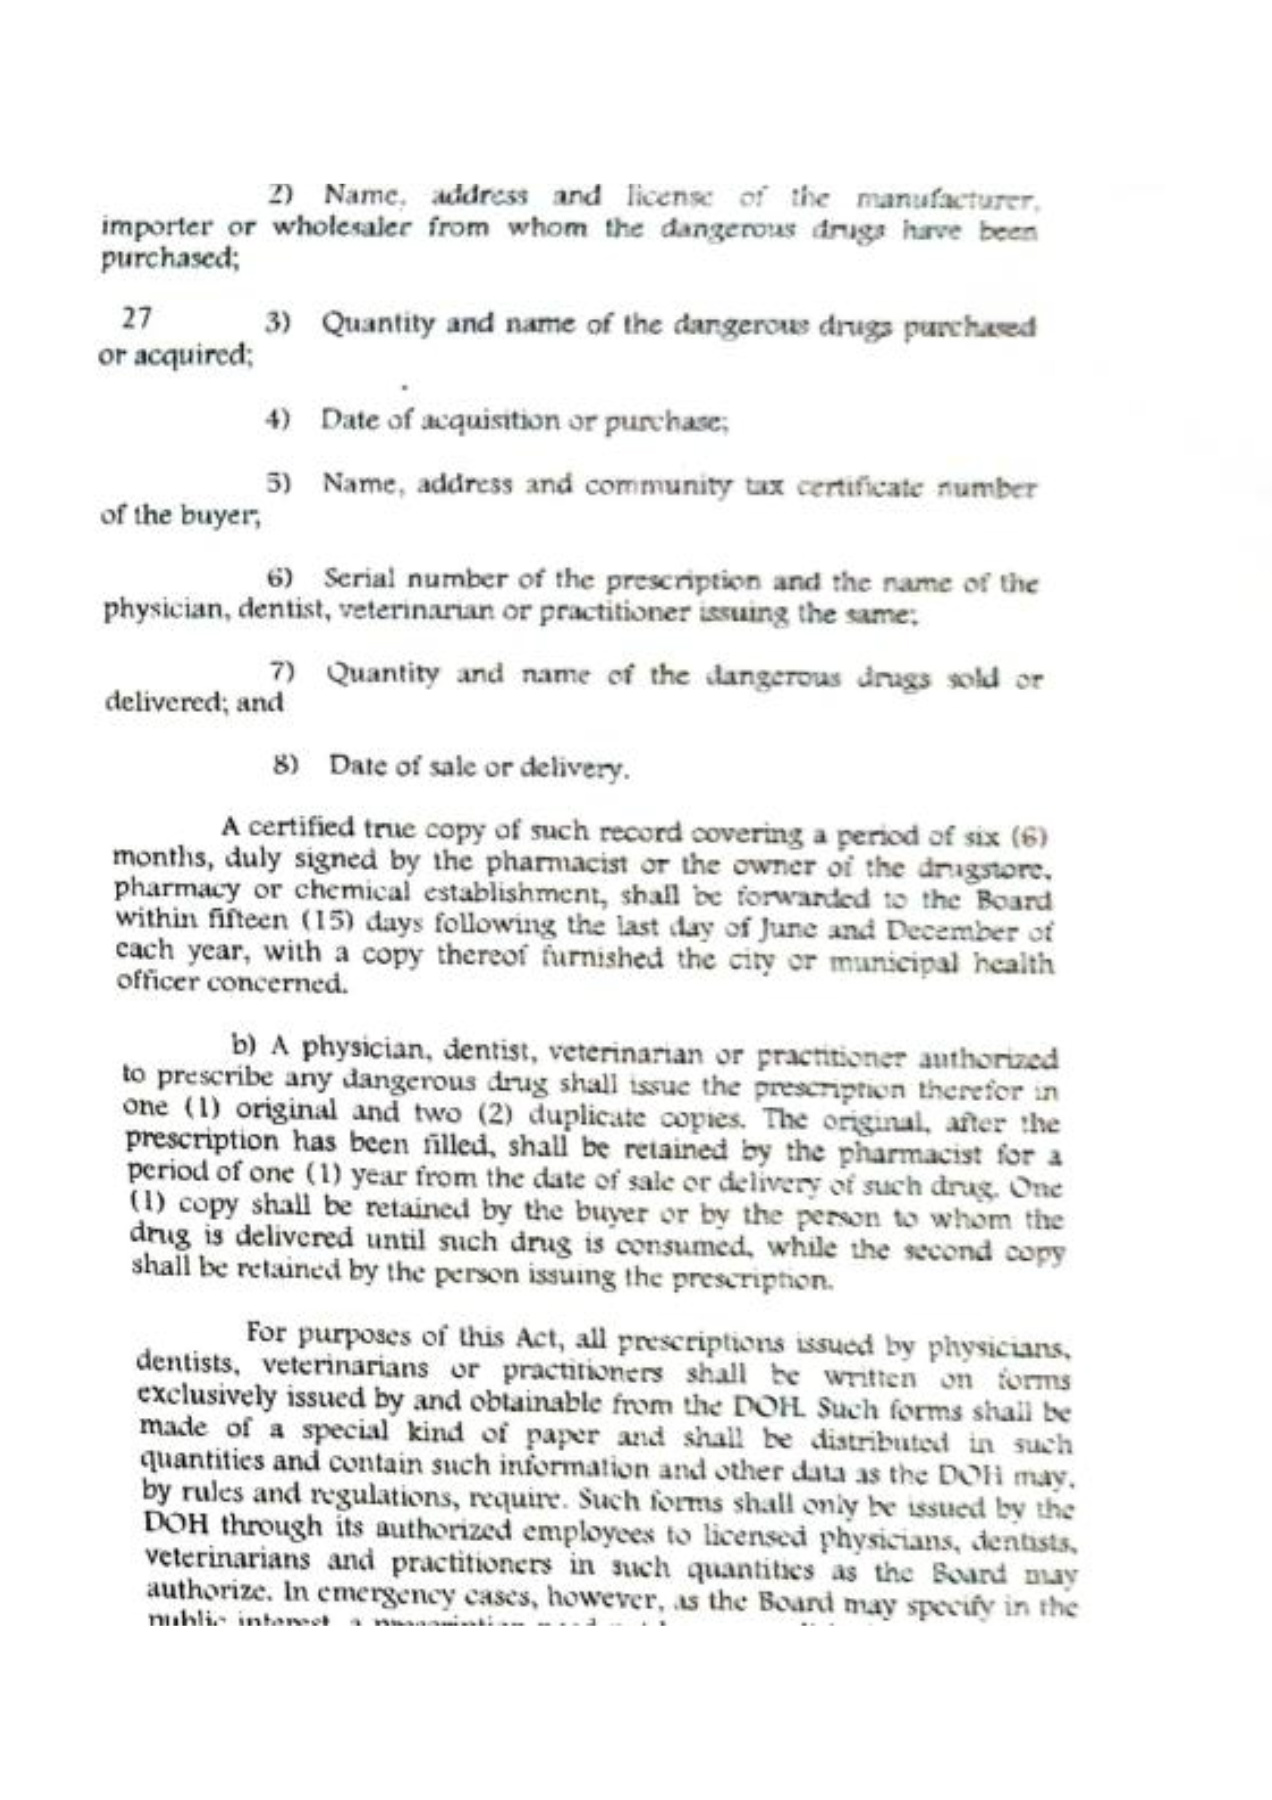 2) Name, address and license of the manufacturer,
importer or wholesaler from whom the dangerous drugs have been
purchased;
27
3) Quantity and name of the dangerous drugs purchased
or acquired;
4) Date of acquisition or purchase;
5) Name, address and community tax certificate number
of the buyer;
6) Serial number of the prescription and the name of the
physician, dentist, veterinarian or practitioner issuing the same;
7) Quantity and name of the dangerous drugs sold or
delivered; and
8) Date of sale or delivery.
A certified true copy of such record covering a period of six (6)
months, duly signed by the pharmacist or the owner of the drugstore,
pharmacy or chemical establishment, shall be forwarded to the Board
within fifteen (15) days following the last day of June and December of
each year, with a copy thereof furnished the city or municipal health
officer concerned.
b) A physician, dentist, veterinarian or practitioner authorized
to prescribe any dangerous drug shall issue the prescription therefor in
one (1) original and two (2) duplicate copies. The original, after the
prescription has been filled, shall be retained by the pharmacist for a
period of one (1) year from the date of sale or delivery of such drug. One
(1) copy shall be retained by the buyer or by the person to whom the
drug is delivered until such drug is consumed, while the second copy
shall be retained by the person issuing the prescription.
For purposes of this Act, all prescriptions issued by physicians,
dentists, veterinarians or practitioners shall be written on forms
exclusively issued by and obtainable from the DOH. Such forms shall be
made of a special kind of paper and shall be distributed in such
quantities and contain such information and other data as the DOH may,
by rules and regulations, require. Such forms shall only be issued by the
DOH through its authorized employees to licensed physicians, dentists,
veterinarians and practitioners in such quantities as the Board may
authorize. In emergency cases, however, as the Board may specify in the
public interest, a prescription